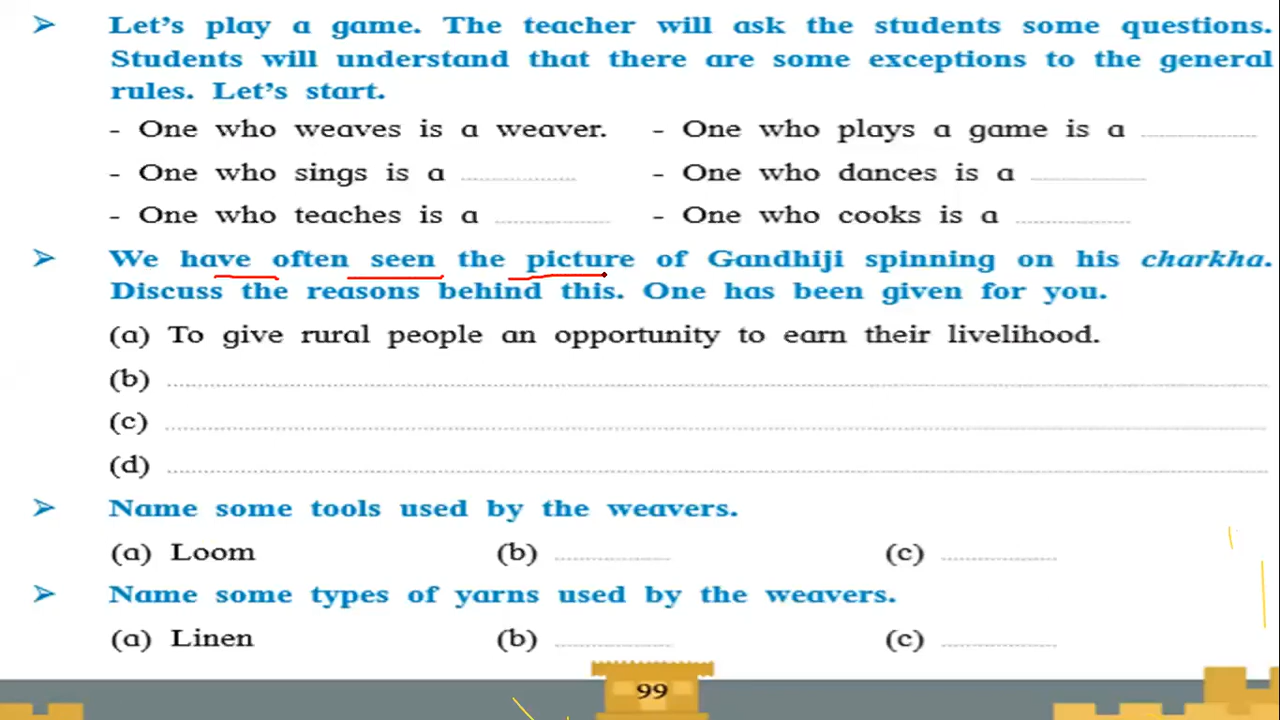 ➢ Let's play a game. The teacher will ask the students some questions.
Students will understand that there are some exceptions to the general
rules. Let's start.
- One who weaves is a weaver. - One who plays a game is a ..............
- One who sings is a .............. - One who dances is a ..............
- One who teaches is a .............. - One who cooks is a ..............
➢ We have often seen the picture of Gandhiji spinning on his charkha.
Discuss the reasons behind this. One has been given for you.
(a) To give rural people an opportunity to earn their livelihood.
(b) ..............
(c) ..............
(d) ..............
➢ Name some tools used by the weavers.
(a) Loom (b) .............. (c) ..............
➢ Name some types of yarns used by the weavers.
(a) Linen (b) .............. (c) ..............
99